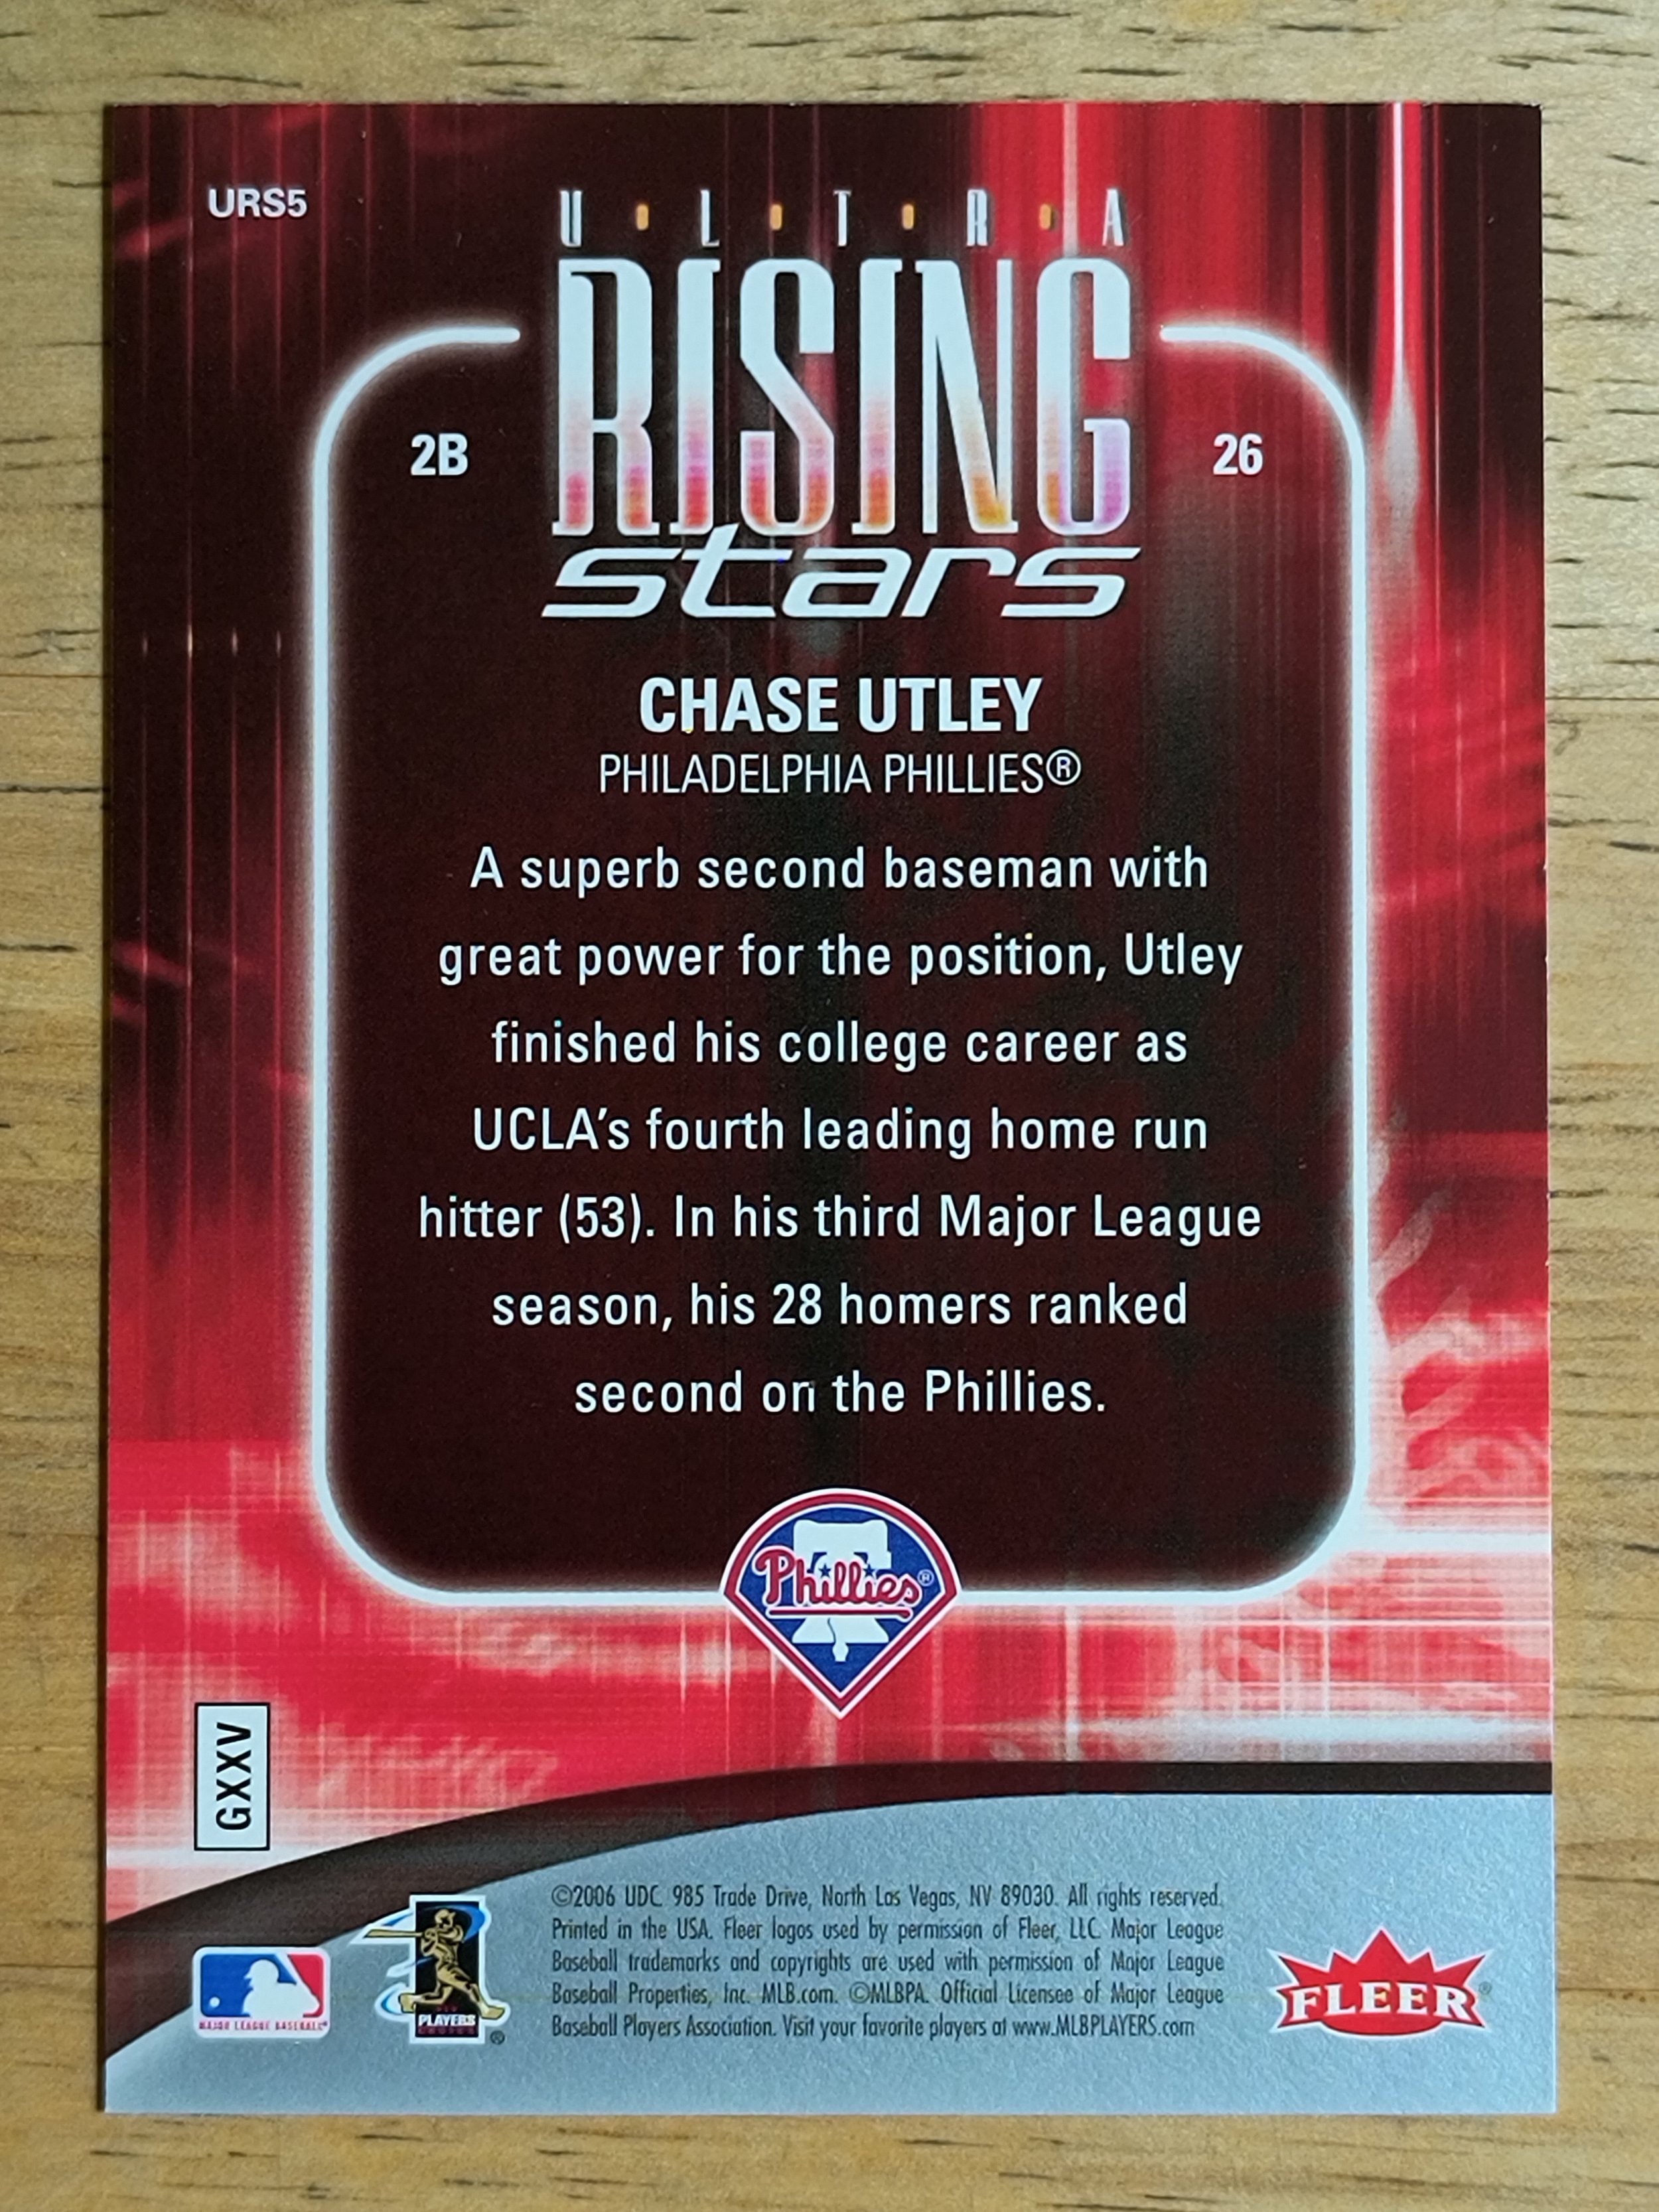 URS5
U·L·T·R·A
RISING
stars
2B
26
CHASE UTLEY
PHILADELPHIA PHILLIES®
A superb second baseman with
great power for the position, Utley
finished his college career as
UCLA's fourth leading home run
hitter (53). In his third Major League
season, his 28 homers ranked
second on the Phillies.
Phillies®
GXXV
©2006 UDC. 985 Trade Drive, North Las Vegas, NV 89030. All rights reserved.
Printed in the USA. Fleer logos used by permission of Fleer, LLC. Major League
Baseball trademarks and copyrights are used with permission of Major League
Baseball Properties, Inc. MLB.com. ©MLBPA. Official Licensee of Major League
Baseball Players Association. Visit your favorite players at www.MLBPLAYERS.com
MAJOR LEAGUE BASEBALL®
PLAYERS
CHOICE
®
FLEER®